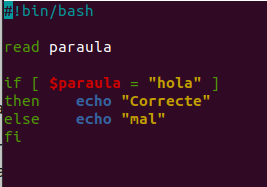 #!bin/bash
read paraula
if [ $paraula = "hola" ]
then    echo "Correcte"
else    echo "mal"
fi